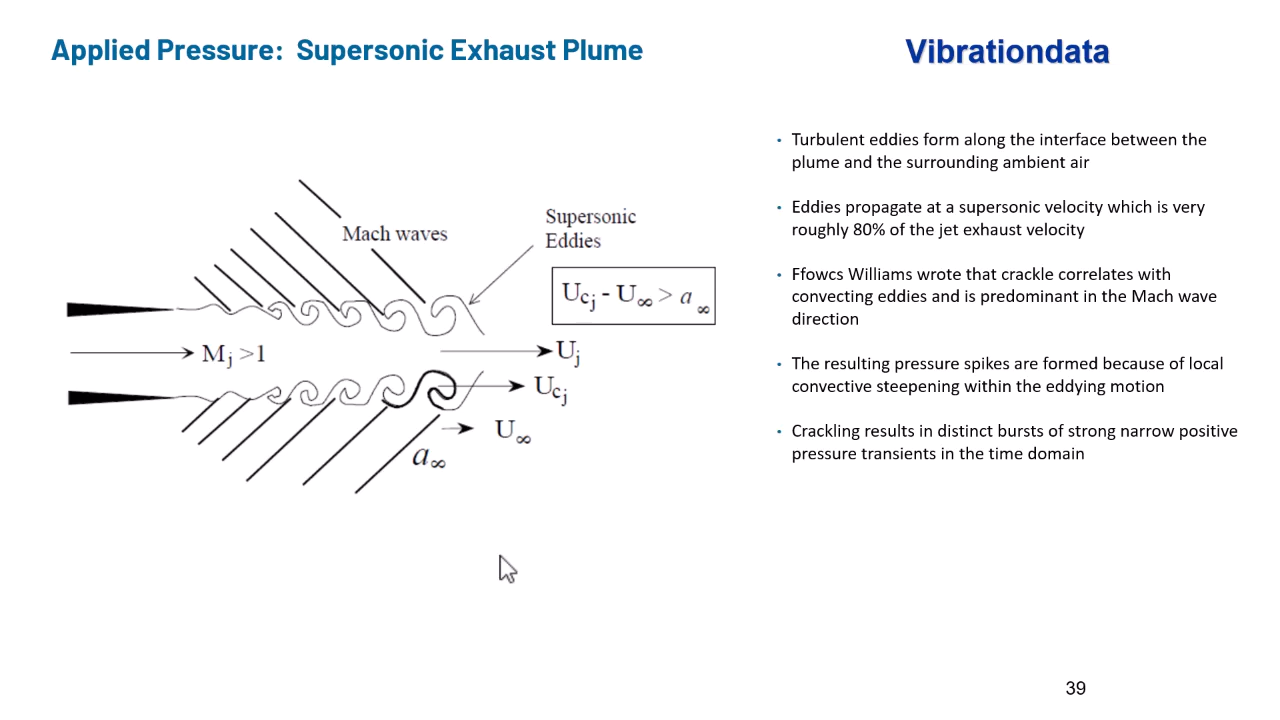 Applied Pressure: Supersonic Exhaust Plume
Vibrationdata
Mach waves
Supersonic
Eddies
Ucj - U∞ > a∞
Mj >1
Uj
Ucj
U∞
a∞
• Turbulent eddies form along the interface between the
plume and the surrounding ambient air
• Eddies propagate at a supersonic velocity which is very
roughly 80% of the jet exhaust velocity
• Ffowcs Williams wrote that crackle correlates with
convecting eddies and is predominant in the Mach wave
direction
• The resulting pressure spikes are formed because of local
convective steepening within the eddying motion
• Crackling results in distinct bursts of strong narrow positive
pressure transients in the time domain
39